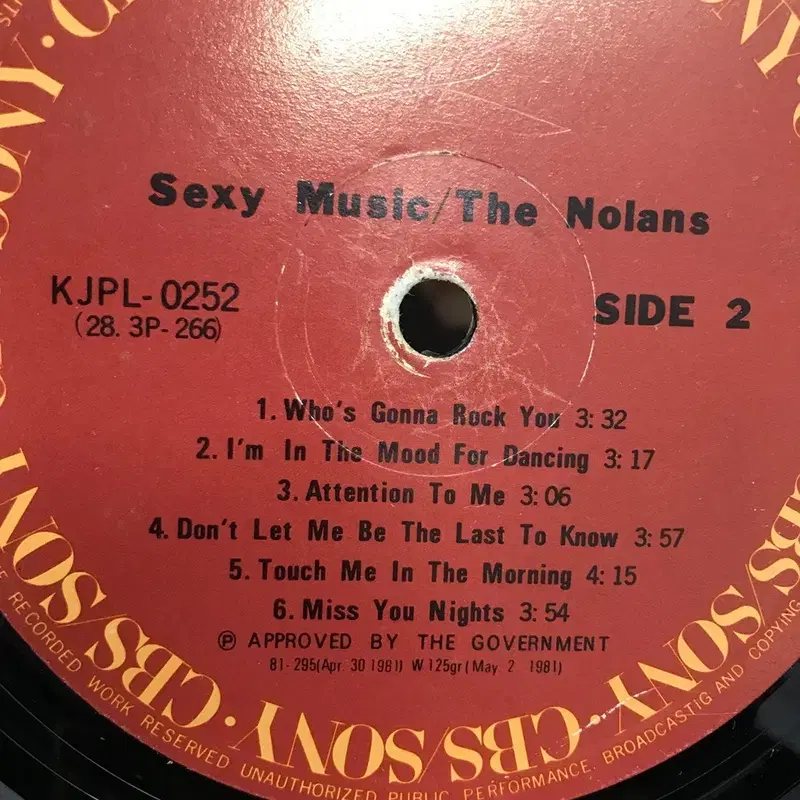 Sexy Music/The Nolans
KJPL-0252
(28. 3P-266)
SIDE 2
1. Who's Gonna Rock You 3:32
2. I'm In The Mood For Dancing 3:17
3. Attention To Me 3:06
4. Don't Let Me Be The Last To Know 3:57
5. Touch Me In The Morning 4:15
6. Miss You Nights 3:54
Ⓟ APPROVED BY THE GOVERNMENT
81-295(Apr. 30 1981) W 125gr(May. 2 1981)
CBS/SONY · CBS/SONY · CBS/SONY
RECORDED WORK RESERVED UNAUTHORIZED PUBLIC PERFORMANCE. BROADCASTIG AND COPYING